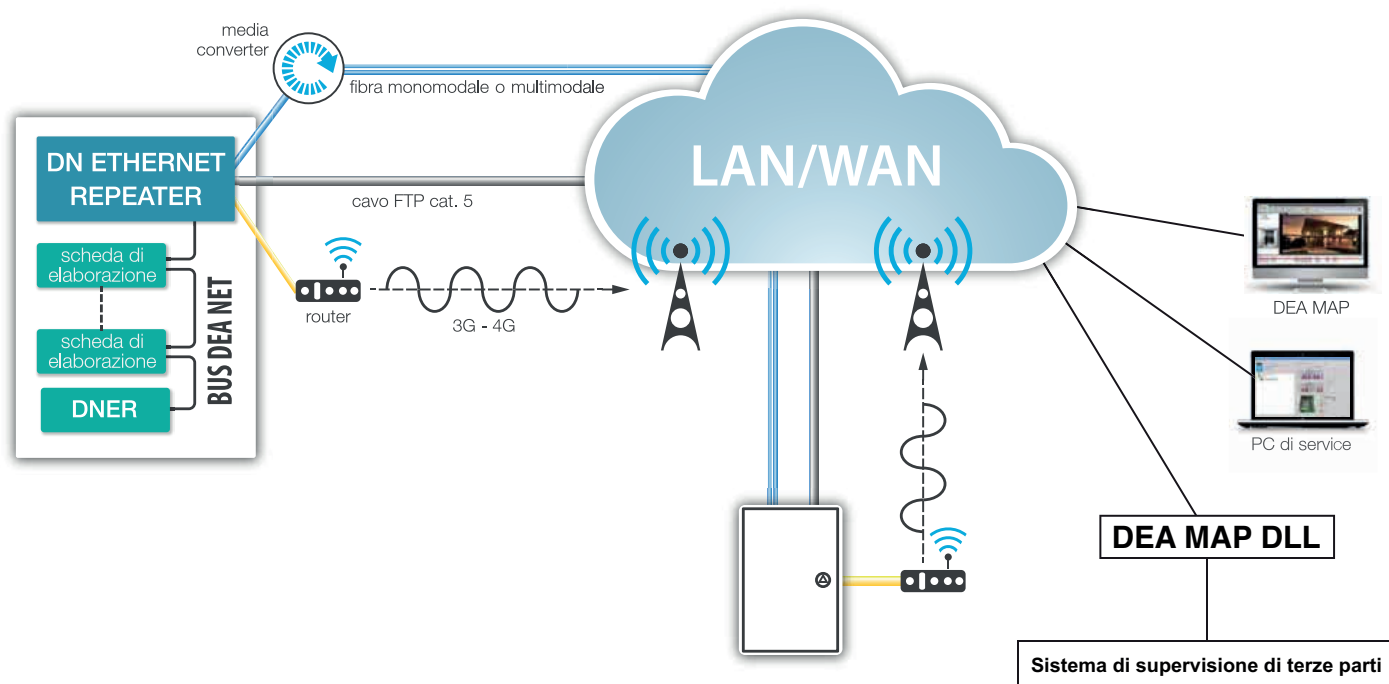 media
converter
fibra monomodale o multimodale
DN ETHERNET
REPEATER
LAN/WAN
cavo FTP cat. 5
scheda di
elaborazione
scheda di
elaborazione
DNER
BUS DEA NET
router
3G - 4G
DEA MAP
PC di service
DEA MAP DLL
Sistema di supervisione di terze parti